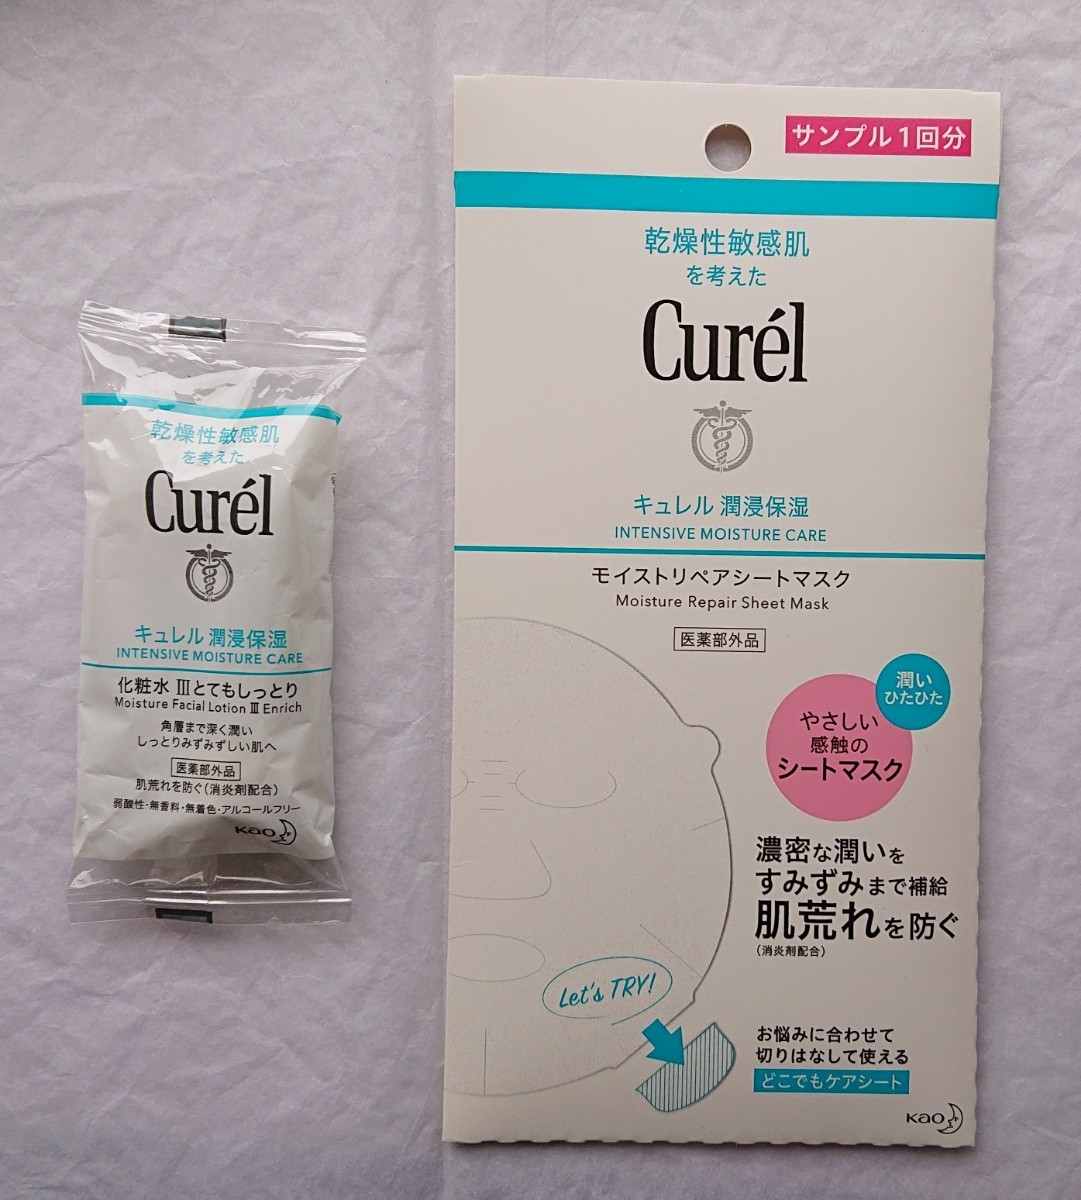 乾燥性敏感肌
を考えた
Curél
キュレル 潤浸保湿
INTENSIVE MOISTURE CARE
化粧水 Ⅲ とてもしっとり
Moisture Facial Lotion Ⅲ Enrich
角層まで深く潤い
しっとりみずみずしい肌へ
医薬部外品
肌荒れを防ぐ(消炎剤配合)
弱酸性・無香料・無着色・アルコールフリー
Kao
サンプル1回分
乾燥性敏感肌
を考えた
Curél
キュレル 潤浸保湿
INTENSIVE MOISTURE CARE
モイストリペアシートマスク
Moisture Repair Sheet Mask
医薬部外品
潤い
ひたひた
やさしい
感触の
シートマスク
濃密な潤いを
すみずみまで補給
肌荒れを防ぐ
(消炎剤配合)
Let's TRY!
お悩みに合わせて
切りはなして使える
どこでもケアシート
Kao